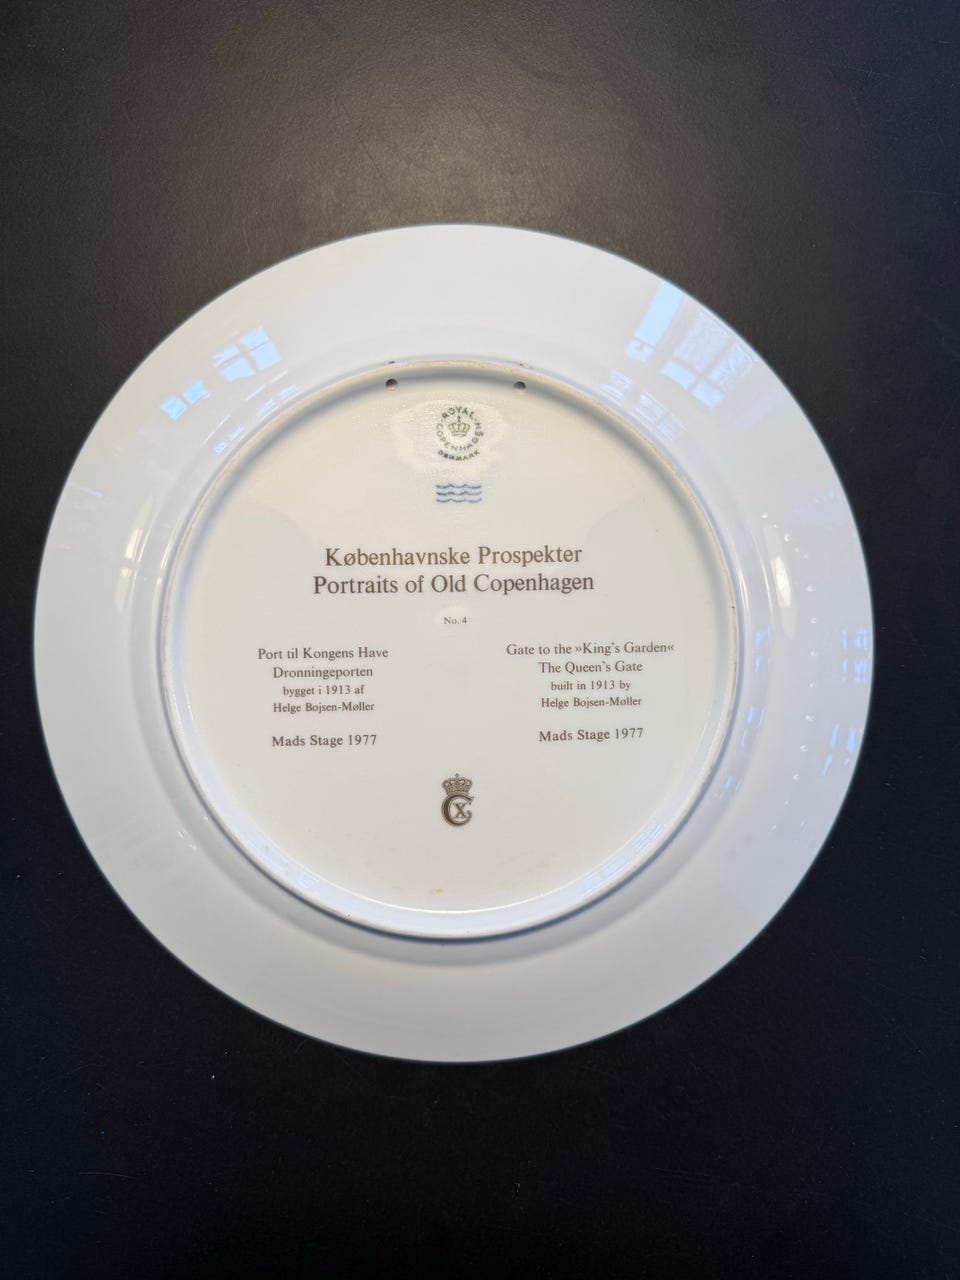 ROYAL COPENHAGEN
DENMARK
Københavnske Prospekter
Portraits of Old Copenhagen
No. 4
Port til Kongens Have
Dronningeporten
bygget i 1913 af
Helge Bojsen-Møller
Mads Stage 1977
Gate to the »King's Garden«
The Queen's Gate
built in 1913 by
Helge Bojsen-Møller
Mads Stage 1977
CX